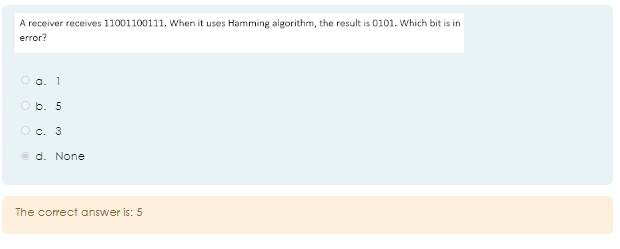 A receiver receives 11001100111. When it uses Hamming algorithm, the result is 0101. Which bit is in
error?
a. 1
b. 5
c. 3
d. None
The correct answer is: 5